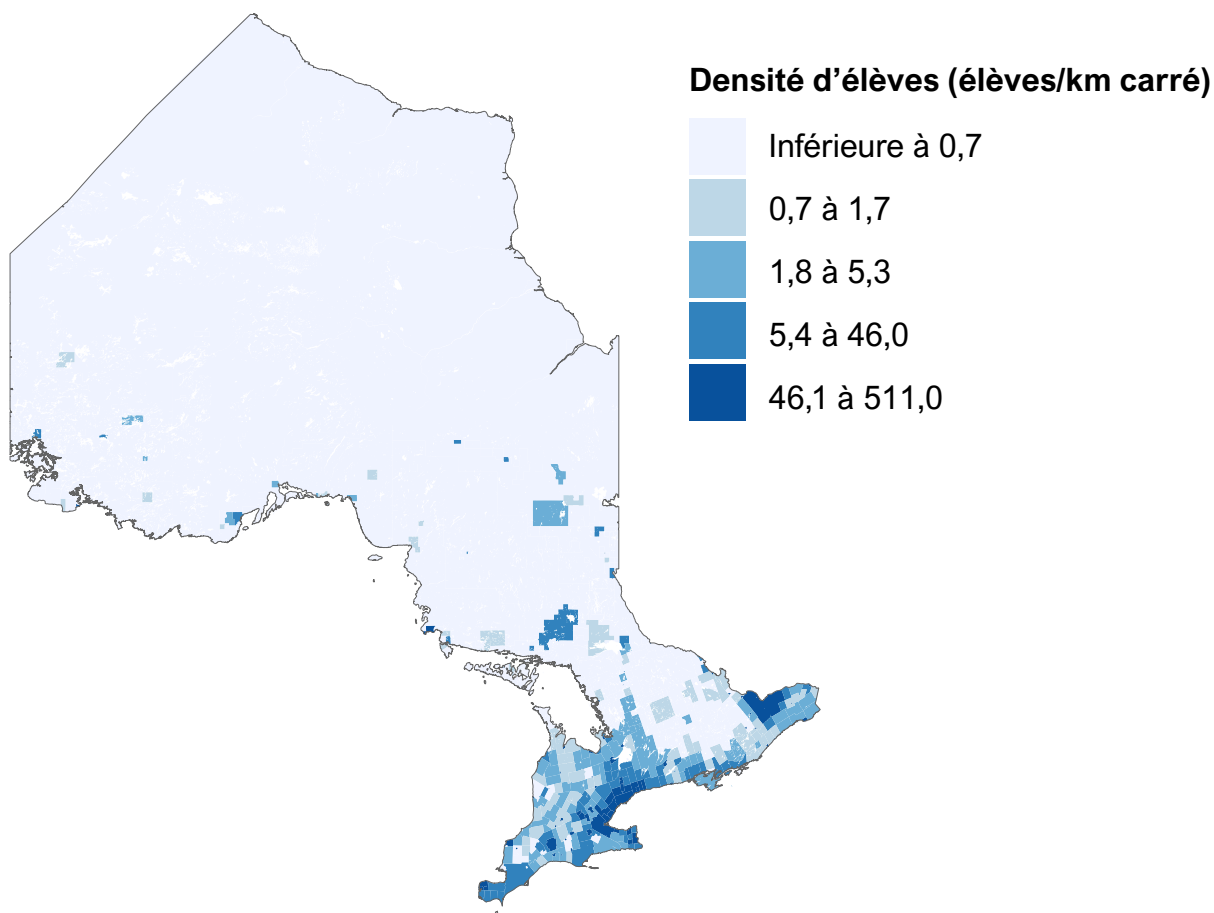 Densité d’élèves (élèves/km carré)
Inférieure à 0,7
0,7 à 1,7
1,8 à 5,3
5,4 à 46,0
46,1 à 511,0